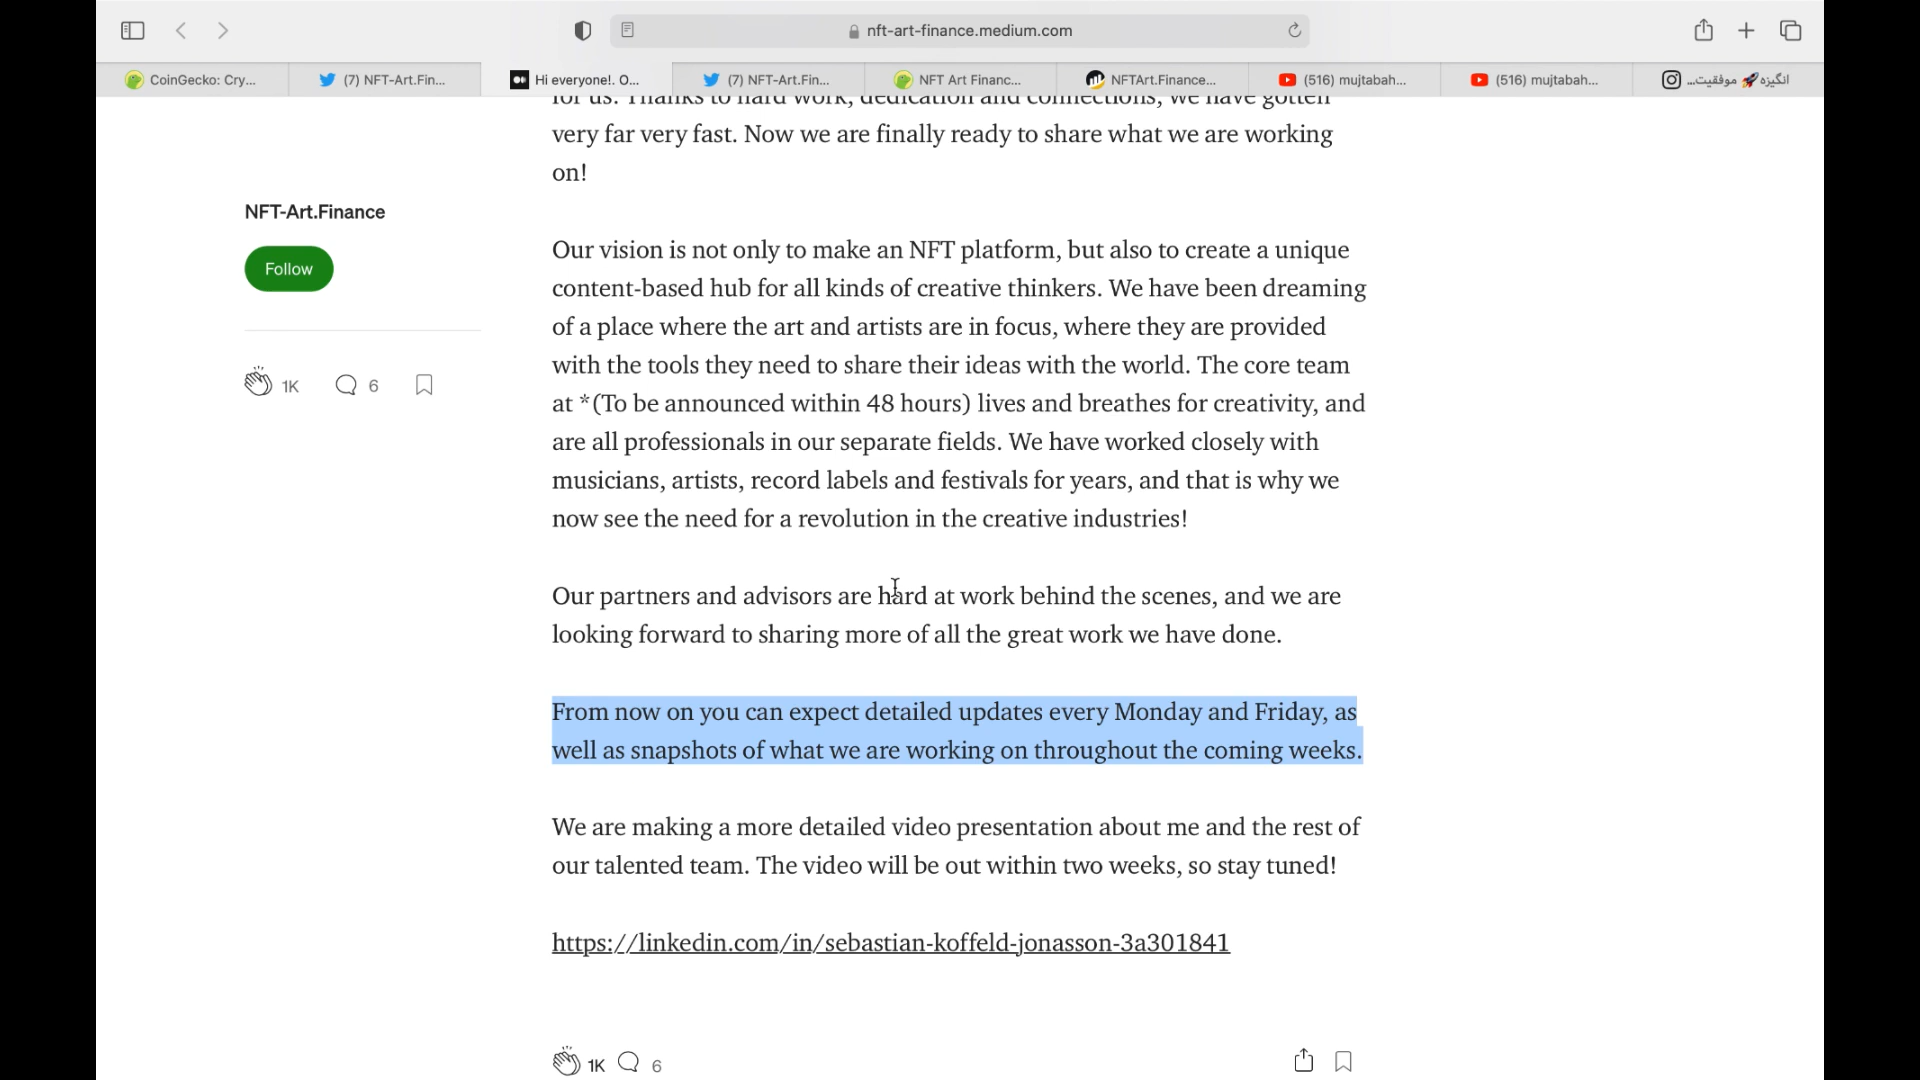 nft-art-finance.medium.com
CoinGecko: Cry...
(7) NFT-Art.Fin...
Hi everyone!. O...
(7) NFT-Art.Fin...
NFT Art Financ...
NFTArt.Finance...
(516) mujtabah...
(516) mujtabah...
انگیزه🚀 موفقیت...
for us. Thanks to hard work, dedication and connections, we have gotten
very far very fast. Now we are finally ready to share what we are working
on!
NFT-Art.Finance
Follow
1K
6
Our vision is not only to make an NFT platform, but also to create a unique
content-based hub for all kinds of creative thinkers. We have been dreaming
of a place where the art and artists are in focus, where they are provided
with the tools they need to share their ideas with the world. The core team
at *(To be announced within 48 hours) lives and breathes for creativity, and
are all professionals in our separate fields. We have worked closely with
musicians, artists, record labels and festivals for years, and that is why we
now see the need for a revolution in the creative industries!
Our partners and advisors are hard at work behind the scenes, and we are
looking forward to sharing more of all the great work we have done.
From now on you can expect detailed updates every Monday and Friday, as
well as snapshots of what we are working on throughout the coming weeks.
We are making a more detailed video presentation about me and the rest of
our talented team. The video will be out within two weeks, so stay tuned!
https://linkedin.com/in/sebastian-koffeld-jonasson-3a301841
1K
6